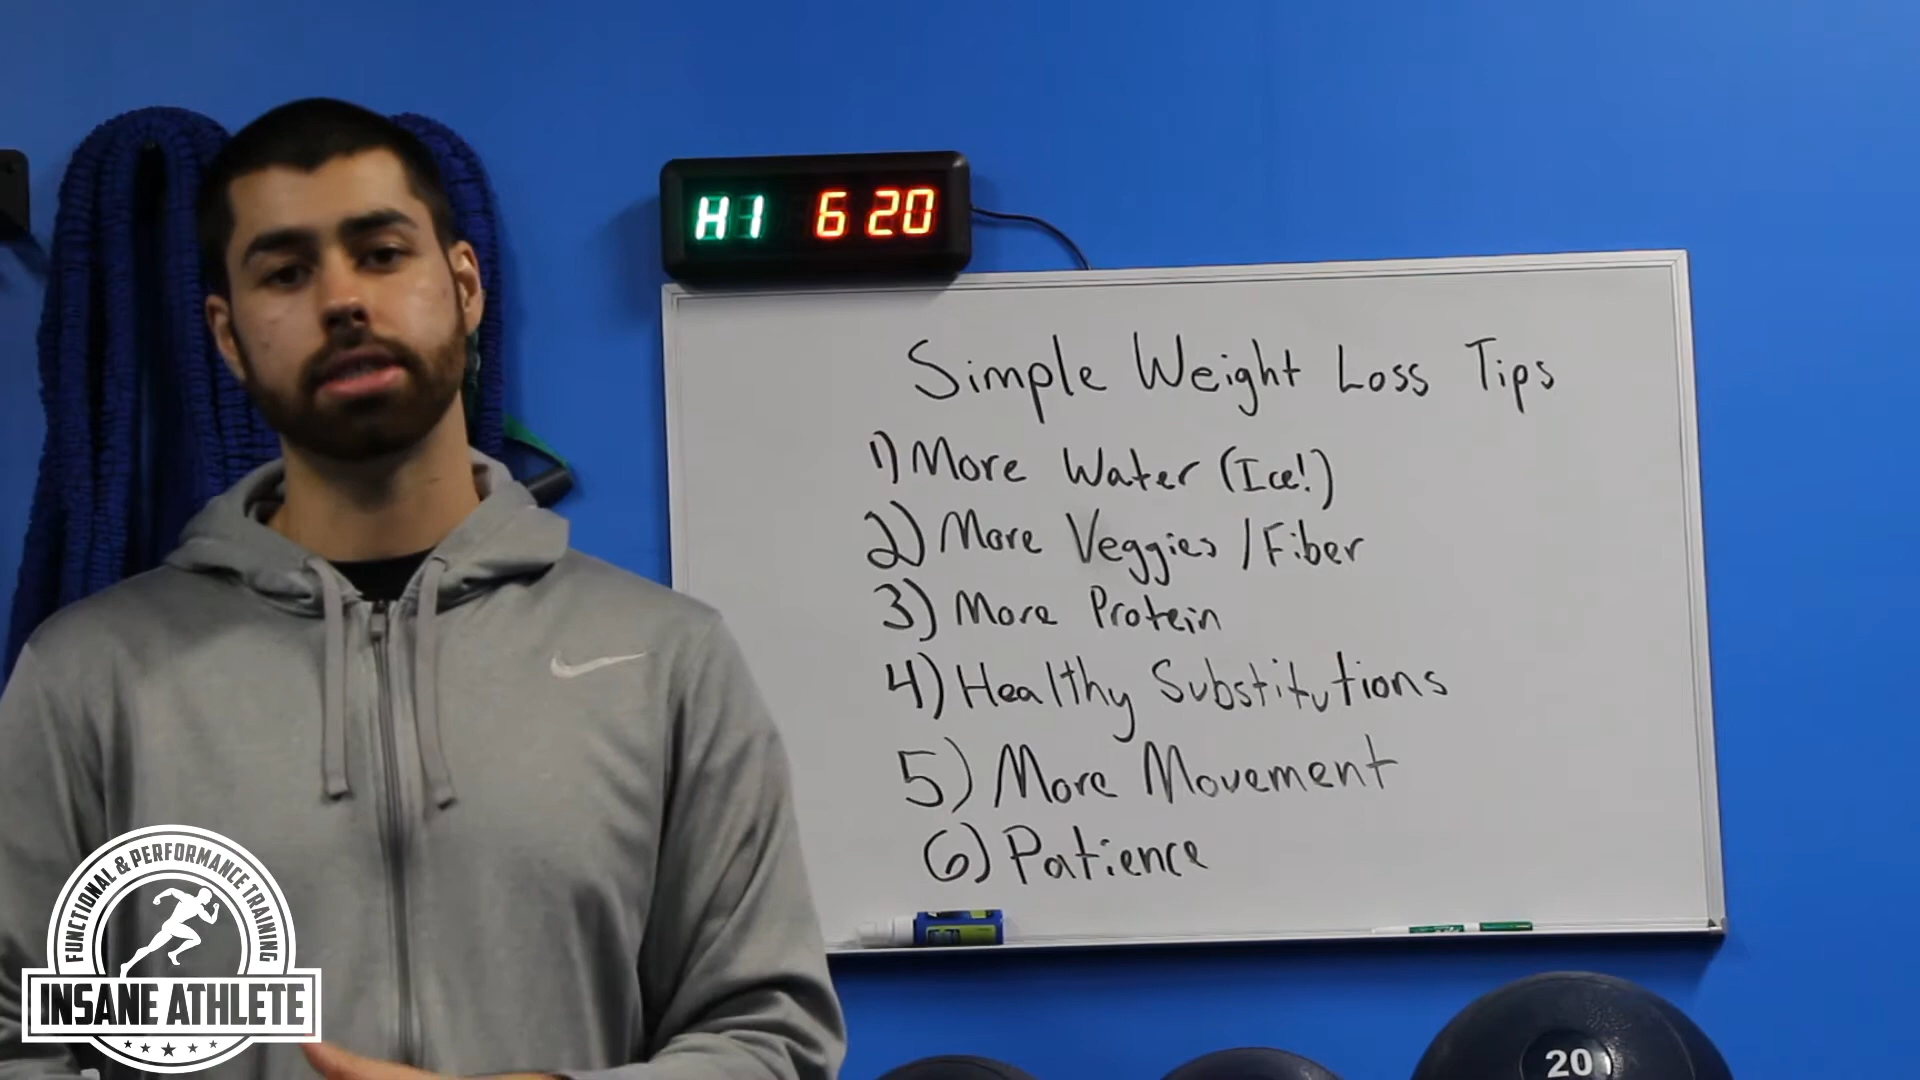 H1 6 20
Simple Weight Loss Tips
1) More Water (Ice!)
2) More Veggies / Fiber
3) More Protein
4) Healthy Substitutions
5) More Movement
6) Patience
FUNCTIONAL & PERFORMANCE TRAINING
INSANE ATHLETE
20